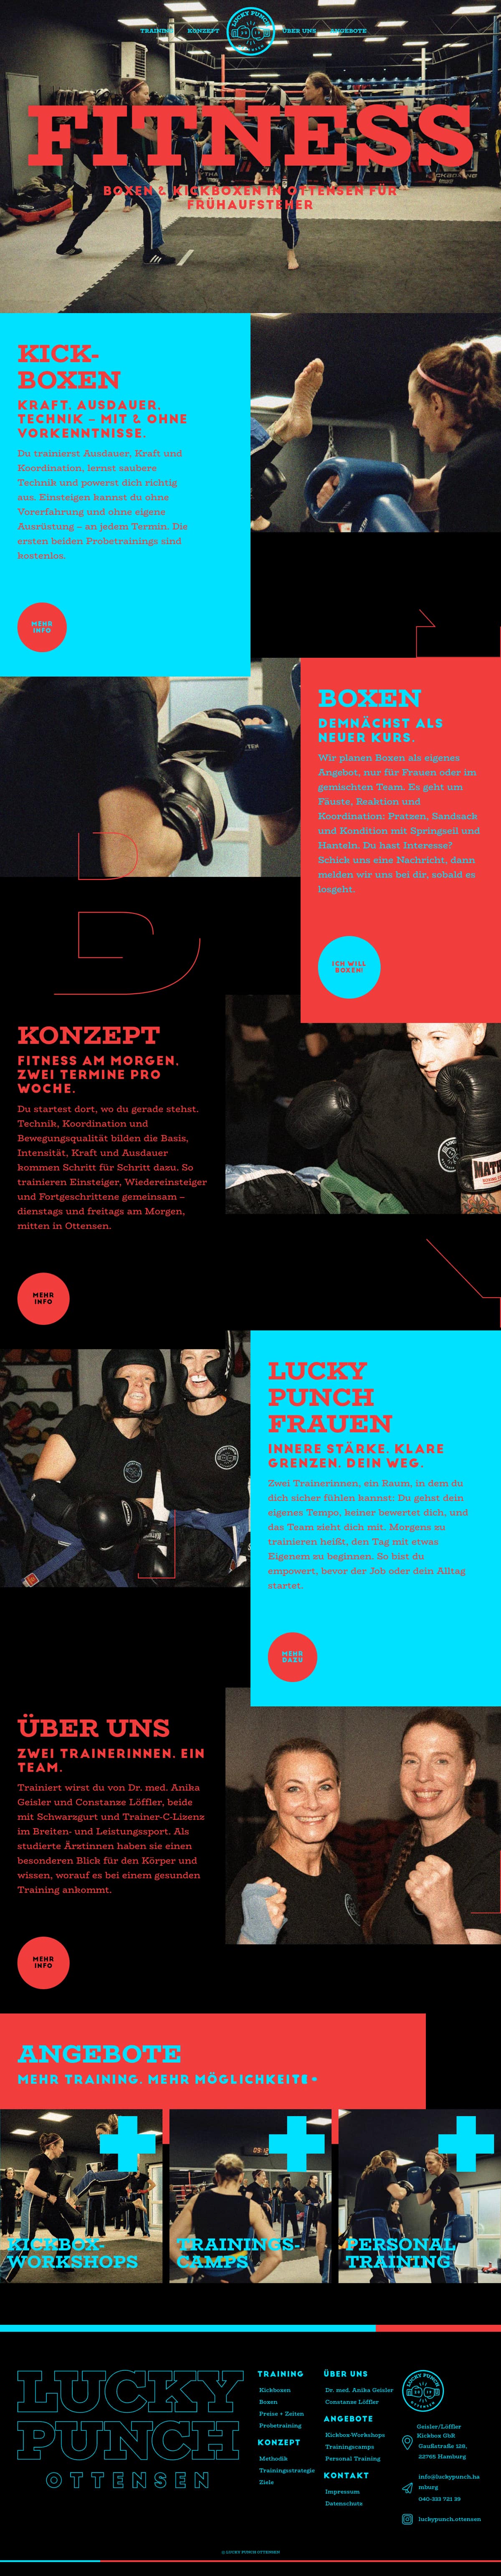 TRAINING KONZEPT LUCKY PUNCH OTTENSEN ÜBER UNS ANGEBOTE
FITNESS
BOXEN & KICKBOXEN IN OTTENSEN FÜR
FRÜHAUFSTEHER
KICK-
BOXEN
KRAFT. AUSDAUER.
TECHNIK – MIT & OHNE
VORKENNTNISSE.
Du trainierst Ausdauer, Kraft und
Koordination, lernst saubere
Technik und powerst dich richtig
aus. Einsteigen kannst du ohne
Vorerfahrung und ohne eigene
Ausrüstung – an jedem Termin. Die
ersten beiden Probetrainings sind
kostenlos.
MEHR
INFO
BOXEN
DEMNÄCHST ALS
NEUER KURS.
Wir planen Boxen als eigenes
Angebot, nur für Frauen oder im
gemischten Team. Es geht um
Fäuste, Reaktion und
Koordination: Pratzen, Sandsack
und Kondition mit Springseil und
Hanteln. Du hast Interesse?
Schick uns eine Nachricht, dann
melden wir uns bei dir, sobald es
losgeht.
ICH WILL
BOXEN!
KONZEPT
FITNESS AM MORGEN.
ZWEI TERMINE PRO
WOCHE.
Du startest dort, wo du gerade stehst.
Technik, Koordination und
Bewegungsqualität bilden die Basis,
Intensität, Kraft und Ausdauer
kommen Schritt für Schritt dazu. So
trainieren Einsteiger, Wiedereinsteiger
und Fortgeschrittene gemeinsam –
dienstags und freitags am Morgen,
mitten in Ottensen.
MEHR
INFO
LUCKY
PUNCH
FRAUEN
INNERE STÄRKE. KLARE
GRENZEN. DEIN WEG.
Zwei Trainerinnen, ein Raum, in dem du
dich sicher fühlen kannst: Du gehst dein
eigenes Tempo, keiner bewertet dich, und
das Team zieht dich mit. Morgens zu
trainieren heißt, den Tag mit etwas
Eigenem zu beginnen. So bist du
empowert, bevor der Job oder dein Alltag
startet.
MEHR
DAZU
ÜBER UNS
ZWEI TRAINERINNEN. EIN
TEAM.
Trainiert wirst du von Dr. med. Anika
Geisler und Constanze Löffler, beide
mit Schwarzgurt und Trainer-C-Lizenz
im Breiten- und Leistungssport. Als
studierte Ärztinnen haben sie einen
besonderen Blick für den Körper und
wissen, worauf es bei einem gesunden
Training ankommt.
MEHR
INFO
ANGEBOTE
MEHR TRAINING. MEHR MÖGLICHKEITEN
KICKBOX-
WORKSHOPS
TRAININGS-
CAMPS
PERSONAL
TRAINING
LUCKY
PUNCH
OTTENSEN
TRAINING
Kickboxen
Boxen
Preise + Zeiten
Probetraining
KONZEPT
Methodik
Trainingsstrategie
Ziele
ÜBER UNS
Dr. med. Anika Geisler
Constanze Löffler
ANGEBOTE
Kickbox-Workshops
Trainingscamps
Personal Training
KONTAKT
Impressum
Datenschutz
LUCKY PUNCH OTTENSEN
Geisler/Löffler
Kickbox GbR
Gaußstraße 128,
22765 Hamburg
info@luckypunch.ha
mburg
040-333 721 39
luckypunch.ottensen
© LUCKY PUNCH OTTENSEN